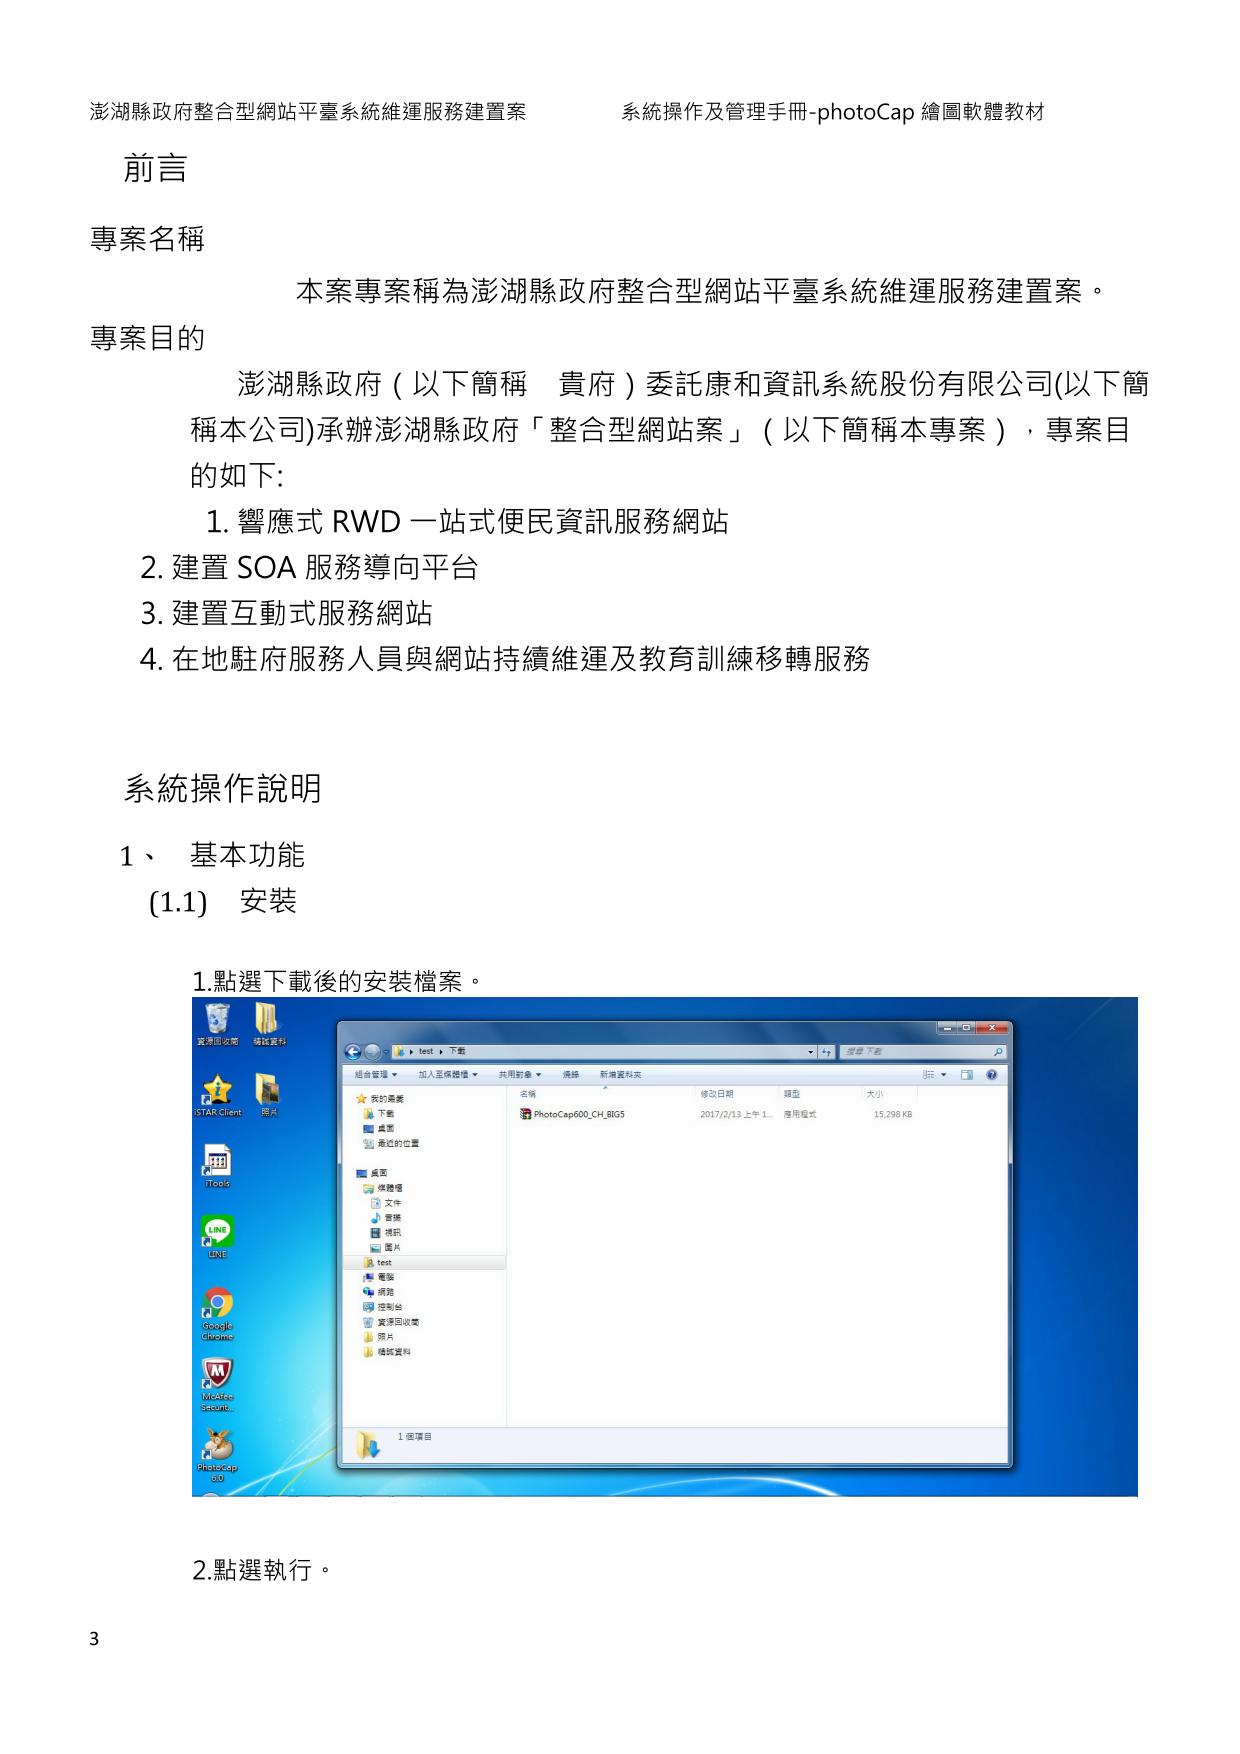 澎湖縣政府整合型網站平臺系統維運服務建置案 系統操作及管理手冊-photoCap 繪圖軟體教材
前言
專案名稱
本案專案稱為澎湖縣政府整合型網站平臺系統維運服務建置案。
專案目的
澎湖縣政府（以下簡稱　貴府）委託康和資訊系統股份有限公司(以下簡
稱本公司)承辦澎湖縣政府「整合型網站案」（以下簡稱本專案），專案目
的如下:
1. 響應式 RWD 一站式便民資訊服務網站
2. 建置 SOA 服務導向平台
3. 建置互動式服務網站
4. 在地駐府服務人員與網站持續維運及教育訓練移轉服務
系統操作說明
1、 基本功能
(1.1) 安裝
1.點選下載後的安裝檔案。
資源回收筒 精誠資料
iSTAR Client 照片
iTools
LINE
Google
Chrome
McAfee
Securit...
PhotoCap
6.0
test 下載
搜尋 下載
組合管理 加入至媒體櫃 共用對象 燒錄 新增資料夾
名稱 修改日期 類型 大小
PhotoCap600_CH_BIG5 2017/2/13 上午 1... 應用程式 15,298 KB
我的最愛
下載
桌面
最近的位置
桌面
媒體櫃
文件
音樂
視訊
圖片
test
電腦
網路
控制台
資源回收筒
照片
精誠資料
1 個項目
2.點選執行。
3